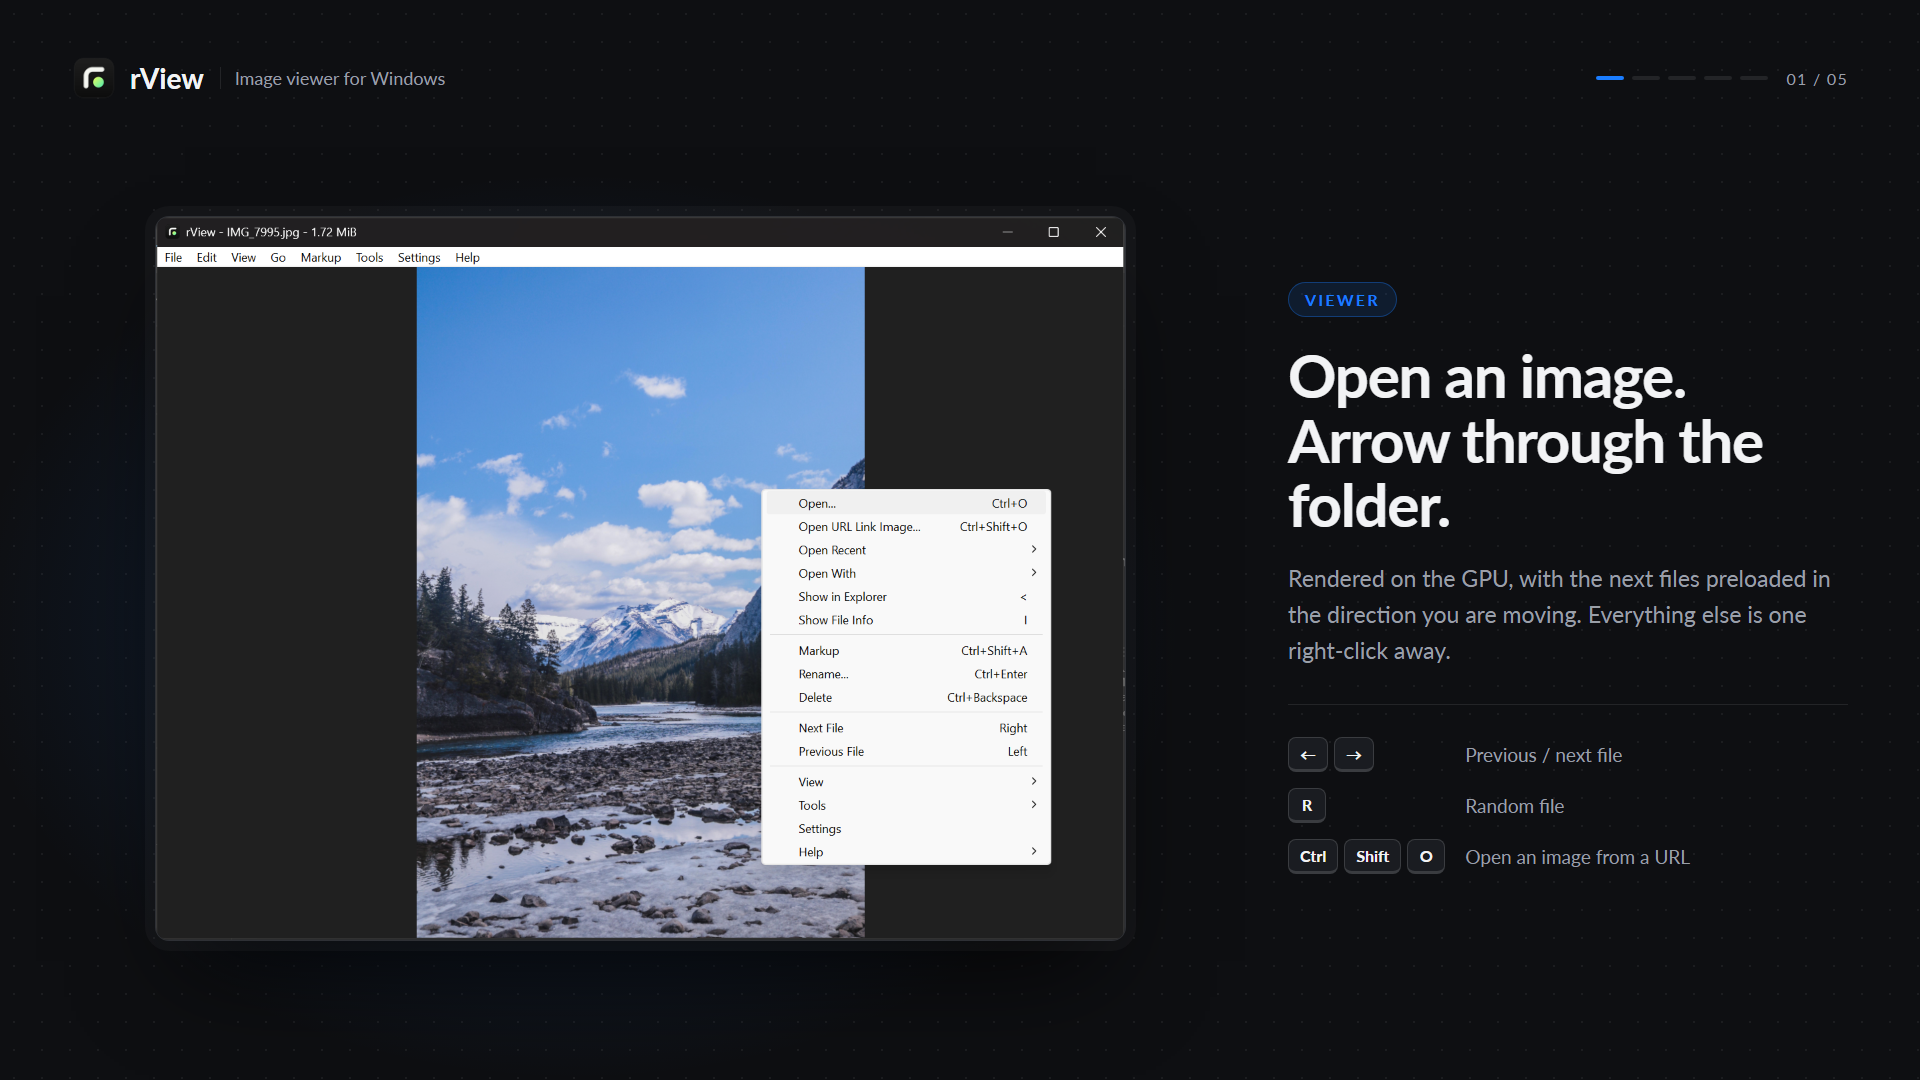 rView
Image viewer for Windows
01 / 05
rView - IMG_7995.jpg - 1.72 MiB
File Edit View Go Markup Tools Settings Help
Open... Ctrl+O
Open URL Link Image... Ctrl+Shift+O
Open Recent
Open With
Show in Explorer <
Show File Info I
Markup Ctrl+Shift+A
Rename... Ctrl+Enter
Delete Ctrl+Backspace
Next File Right
Previous File Left
View
Tools
Settings
Help
VIEWER
Open an image.
Arrow through the
folder.
Rendered on the GPU, with the next files preloaded in
the direction you are moving. Everything else is one
right-click away.
← → Previous / next file
R Random file
Ctrl Shift O Open an image from a URL